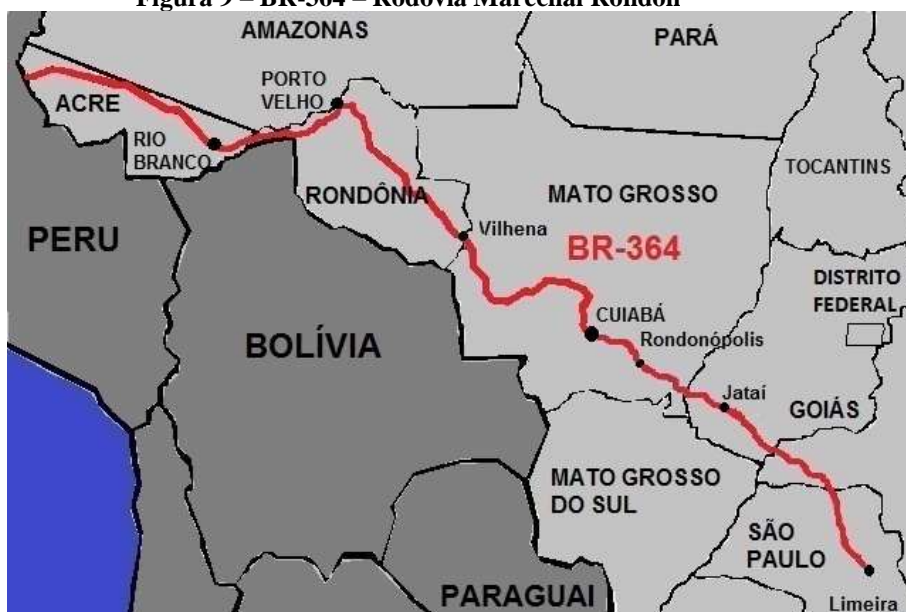 Figura 9 – BR-364 – Rodovia Marechal Rondon
AMAZONAS
PARÁ
PORTO
VELHO
ACRE
RIO
BRANCO
TOCANTINS
RONDÔNIA
MATO GROSSO
PERU
Vilhena
BR-364
DISTRITO
FEDERAL
CUIABÁ
Rondonópolis
BOLÍVIA
Jataí
GOIÁS
MATO GROSSO
DO SUL
SÃO
PAULO
PARAGUAI
Limeira